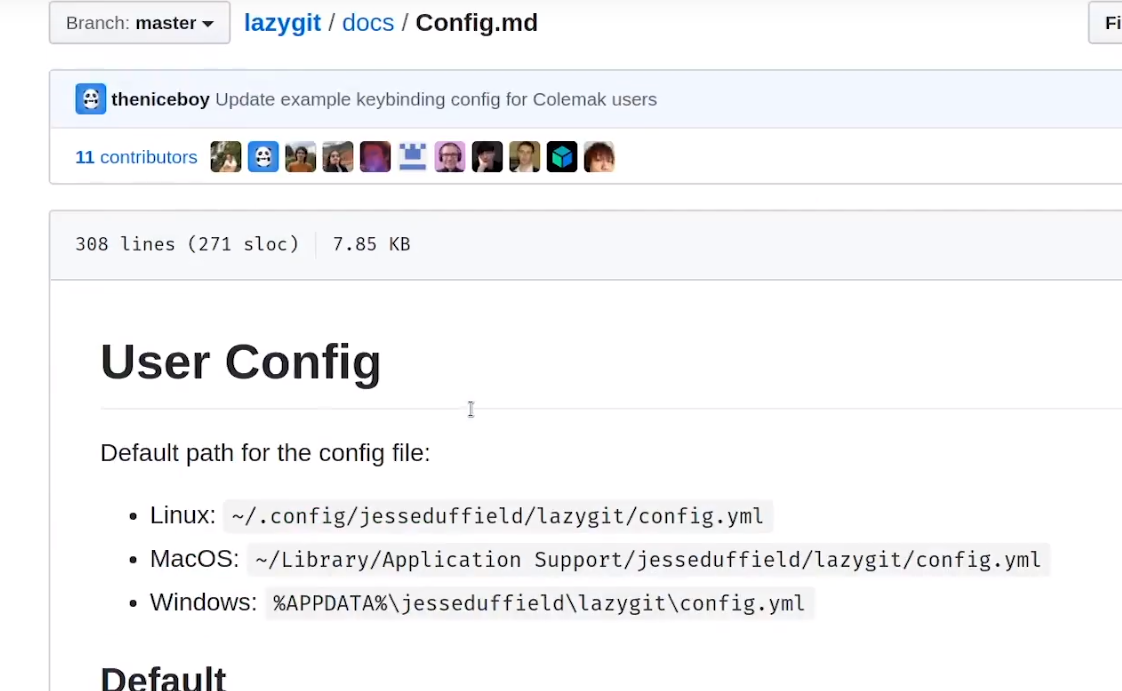 Branch: master
lazygit / docs / Config.md
Fi
theniceboy Update example keybinding config for Colemak users
11 contributors
308 lines (271 sloc) 7.85 KB
User Config
Default path for the config file:
• Linux: ~/.config/jesseduffield/lazygit/config.yml
• MacOS: ~/Library/Application Support/jesseduffield/lazygit/config.yml
• Windows: %APPDATA%\jesseduffield\lazygit\config.yml
Default